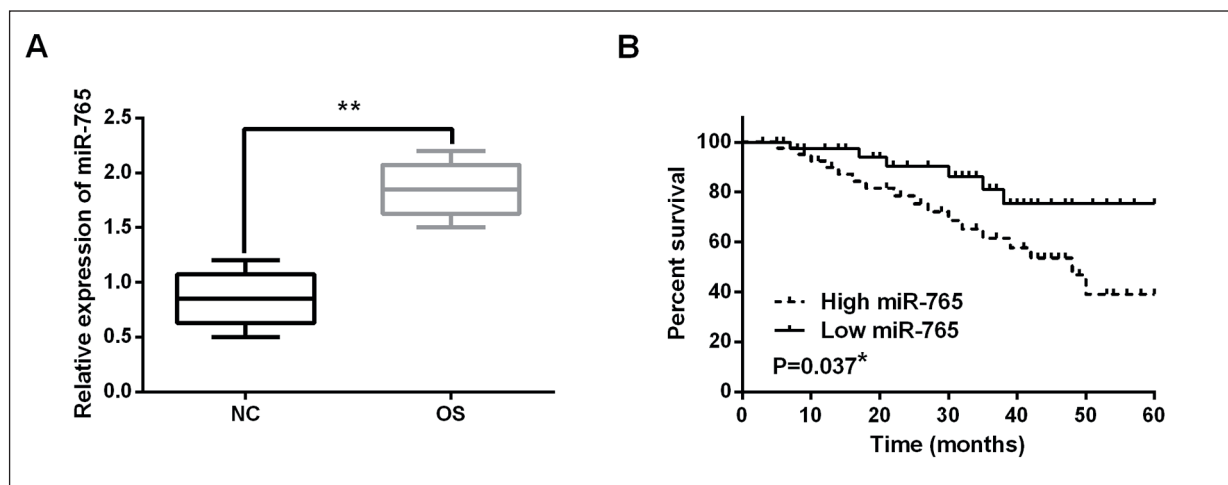 A
Relative expression of miR-765
2.5
2.0
1.5
1.0
0.5
0.0
**
NC
OS
B
Percent survival
100
80
60
40
20
0
High miR-765
Low miR-765
P=0.037*
0
10
20
30
40
50
60
Time (months)